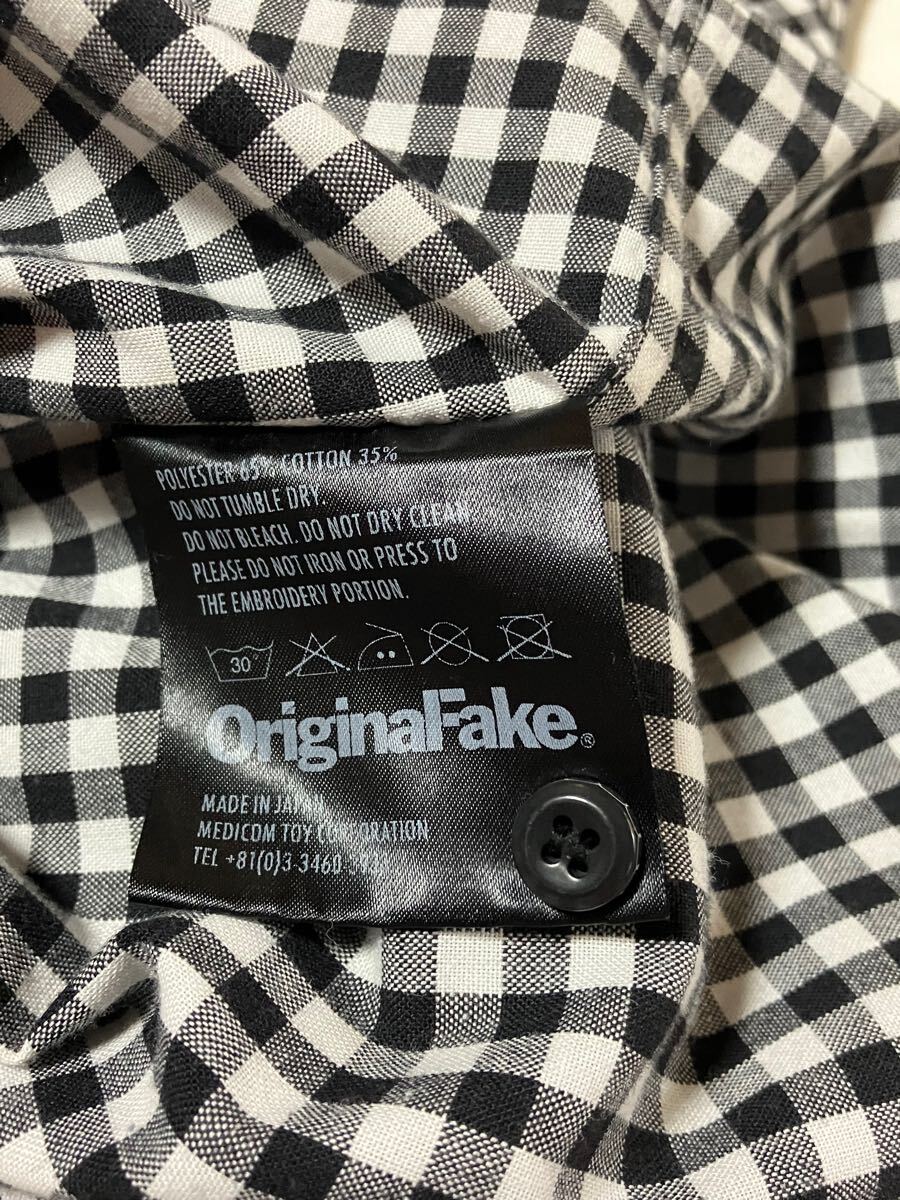 POLYESTER 65% COTTON 35%
DO NOT TUMBLE DRY.
DO NOT BLEACH. DO NOT DRY CLEAN
PLEASE DO NOT IRON OR PRESS TO
THE EMBROIDERY PORTION.
30°
OriginalFake®
MADE IN JAPAN
MEDICOM TOY CORPORATION
TEL +81(0)3 3460